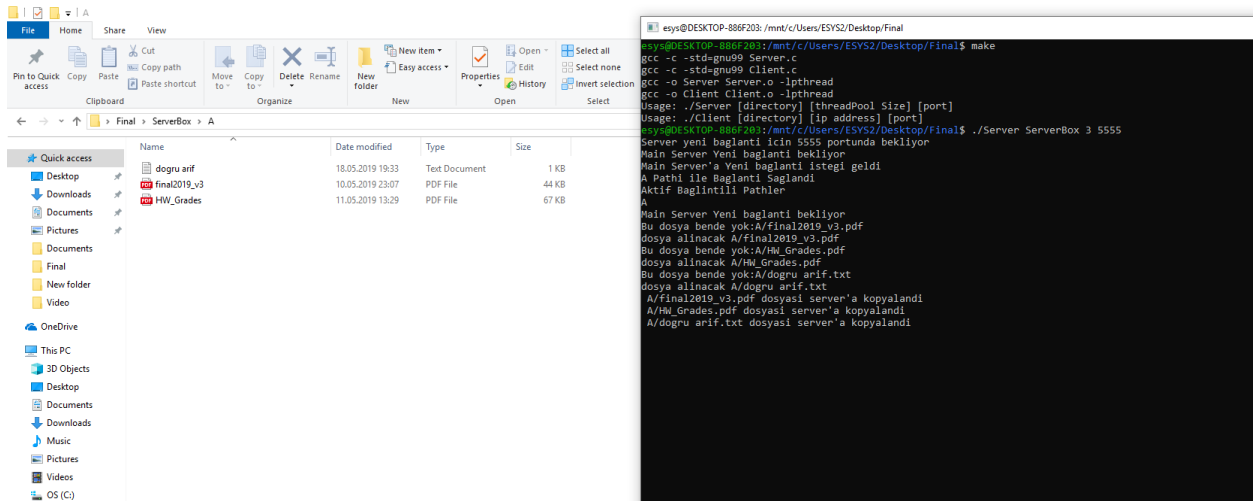 A
File Home Share View
Pin to Quick access
Copy
Paste
Cut
Copy path
Paste shortcut
Clipboard
Move to
Copy to
Delete
Rename
Organize
New folder
New item
Easy access
New
Properties
Open
Edit
History
Open
Select all
Select none
Invert selection
Select
Final > ServerBox > A
Quick access
Desktop
Downloads
Documents
Pictures
Documents
Final
New folder
Video
OneDrive
This PC
3D Objects
Desktop
Documents
Downloads
Music
Pictures
Videos
OS (C:)
Name Date modified Type Size
dogru arif 18.05.2019 19:33 Text Document 1 KB
final2019_v3 10.05.2019 23:07 PDF File 44 KB
HW_Grades 11.05.2019 13:29 PDF File 67 KB
esys@DESKTOP-886F203: /mnt/c/Users/ESYS2/Desktop/Final
esys@DESKTOP-886F203:/mnt/c/Users/ESYS2/Desktop/Final$ make
gcc -c -std=gnu99 Server.c
gcc -c -std=gnu99 Client.c
gcc -o Server Server.o -lpthread
gcc -o Client Client.o -lpthread
Usage: ./Server [directory] [threadPool Size] [port]
Usage: ./Client [directory] [ip address] [port]
esys@DESKTOP-886F203:/mnt/c/Users/ESYS2/Desktop/Final$ ./Server ServerBox 3 5555
Server yeni baglanti icin 5555 portunda bekliyor
Main Server Yeni baglanti bekliyor
Main Server'a Yeni baglanti istegi geldi
A Pathi ile Baglanti Saglandi
Aktif Baglintili Pathler
A
Main Server Yeni baglanti bekliyor
Bu dosya bende yok:A/final2019_v3.pdf
dosya alinacak A/final2019_v3.pdf
Bu dosya bende yok:A/HW_Grades.pdf
dosya alinacak A/HW_Grades.pdf
Bu dosya bende yok:A/dogru arif.txt
dosya alinacak A/dogru arif.txt
A/final2019_v3.pdf dosyasi server'a kopyalandi
A/HW_Grades.pdf dosyasi server'a kopyalandi
A/dogru arif.txt dosyasi server'a kopyalandi